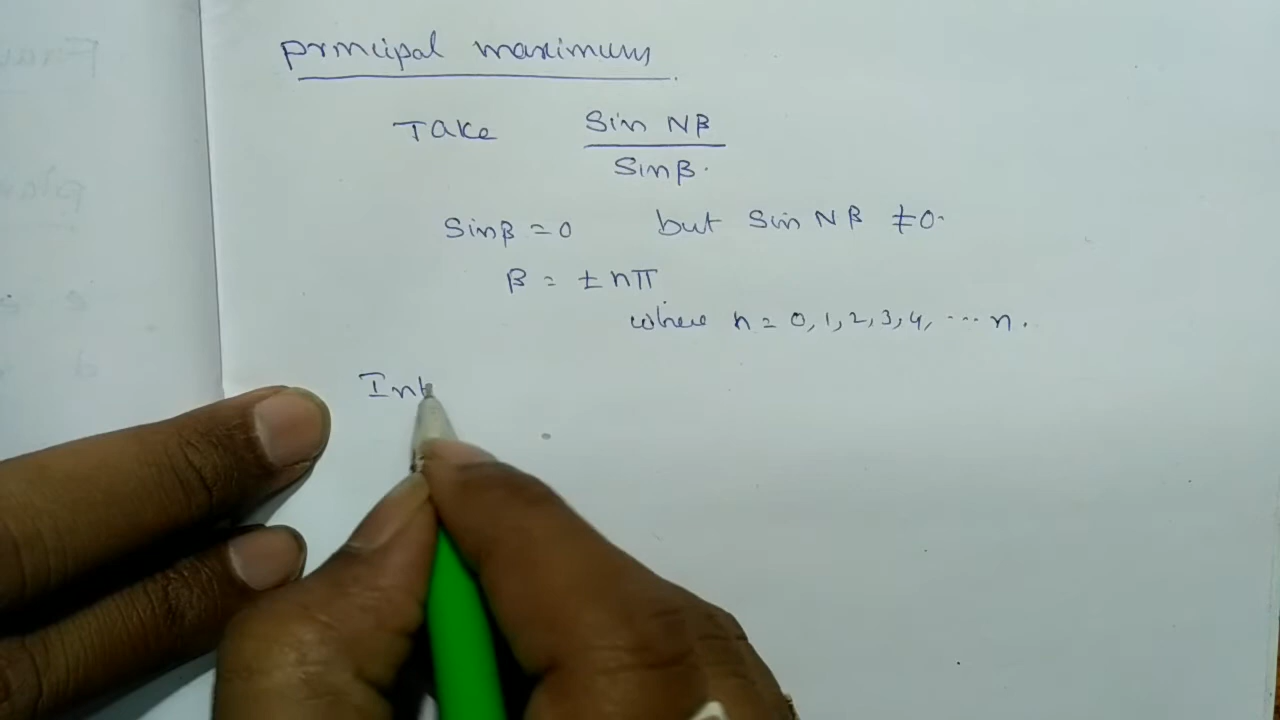 principal maximum
Take Sin Nβ
Sinβ.
Sinβ = 0 but Sin Nβ ≠ 0.
β = ± nπ
where n = 0, 1, 2, 3, 4, .... n.
Int